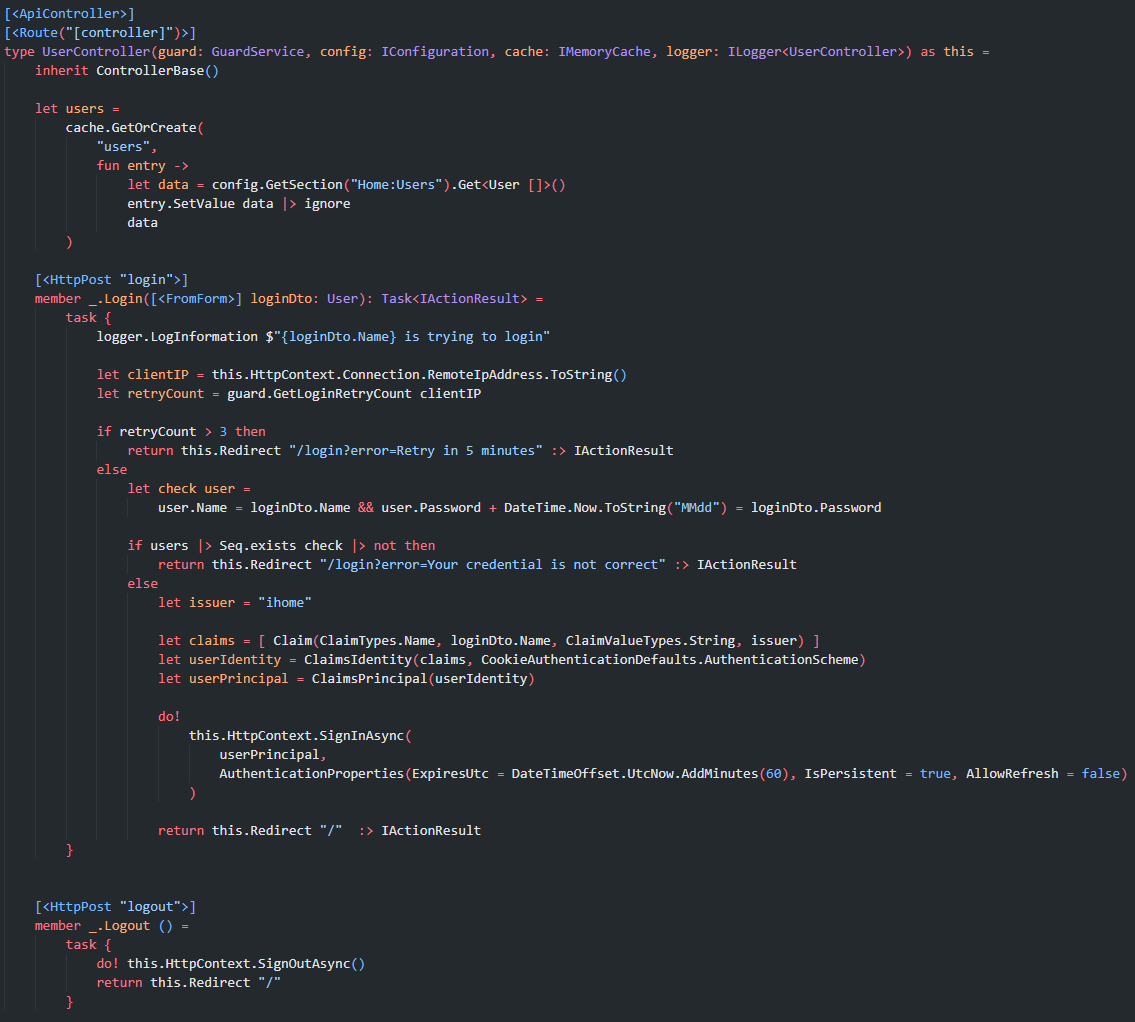 [<ApiController>]
[<Route("[controller]")>]
type UserController(guard: GuardService, config: IConfiguration, cache: IMemoryCache, logger: ILogger<UserController>) as this =
    inherit ControllerBase()

    let users =
        cache.GetOrCreate(
            "users",
            fun entry ->
                let data = config.GetSection("Home:Users").Get<User []>()
                entry.SetValue data |> ignore
                data
        )

    [<HttpPost "login">]
    member _.Login([<FromForm>] loginDto: User): Task<IActionResult> =
        task {
            logger.LogInformation $"{loginDto.Name} is trying to login"

            let clientIP = this.HttpContext.Connection.RemoteIpAddress.ToString()
            let retryCount = guard.GetLoginRetryCount clientIP

            if retryCount > 3 then
                return this.Redirect "/login?error=Retry in 5 minutes" :> IActionResult
            else
                let check user =
                    user.Name = loginDto.Name && user.Password + DateTime.Now.ToString("MMdd") = loginDto.Password

                if users |> Seq.exists check |> not then
                    return this.Redirect "/login?error=Your credential is not correct" :> IActionResult
                else
                    let issuer = "ihome"

                    let claims = [ Claim(ClaimTypes.Name, loginDto.Name, ClaimValueTypes.String, issuer) ]
                    let userIdentity = ClaimsIdentity(claims, CookieAuthenticationDefaults.AuthenticationScheme)
                    let userPrincipal = ClaimsPrincipal(userIdentity)

                    do!
                        this.HttpContext.SignInAsync(
                            userPrincipal,
                            AuthenticationProperties(ExpiresUtc = DateTimeOffset.UtcNow.AddMinutes(60), IsPersistent = true, AllowRefresh = false)
                        )

                    return this.Redirect "/"  :> IActionResult
        }


    [<HttpPost "logout">]
    member _.Logout () =
        task {
            do! this.HttpContext.SignOutAsync()
            return this.Redirect "/"
        }